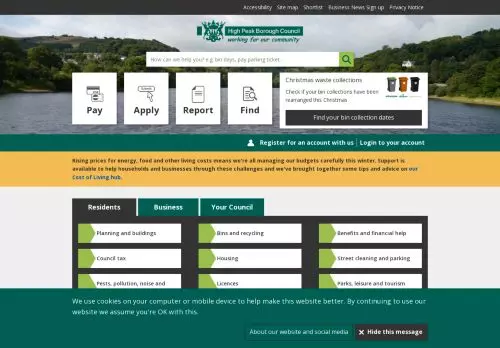 Accessibility Site map Shortlist Business News Sign up Privacy Notice
High Peak Borough Council
working for our community
How can we help you? e.g. bin days, pay parking ticket...
Pay
Apply
Report
Find
Christmas waste collections
Check if your bin collections have been
rearranged this Christmas
Find your bin collection dates
Register for an account with us | Login to your account
Rising prices for energy, food and other living costs means we're all managing our budgets carefully this winter. Support is
available to help households and businesses through these challenges and we've brought together some tips and advice on our
Cost of Living hub.
Residents
Business
Your Council
Planning and buildings
Bins and recycling
Benefits and financial help
Council tax
Housing
Street cleaning and parking
Pests, pollution, noise and
Licences
Parks, leisure and tourism
We use cookies on your computer or mobile device to help make this website better. By continuing to use our
website we assume you're OK with this.
About our website and social media
× Hide this message